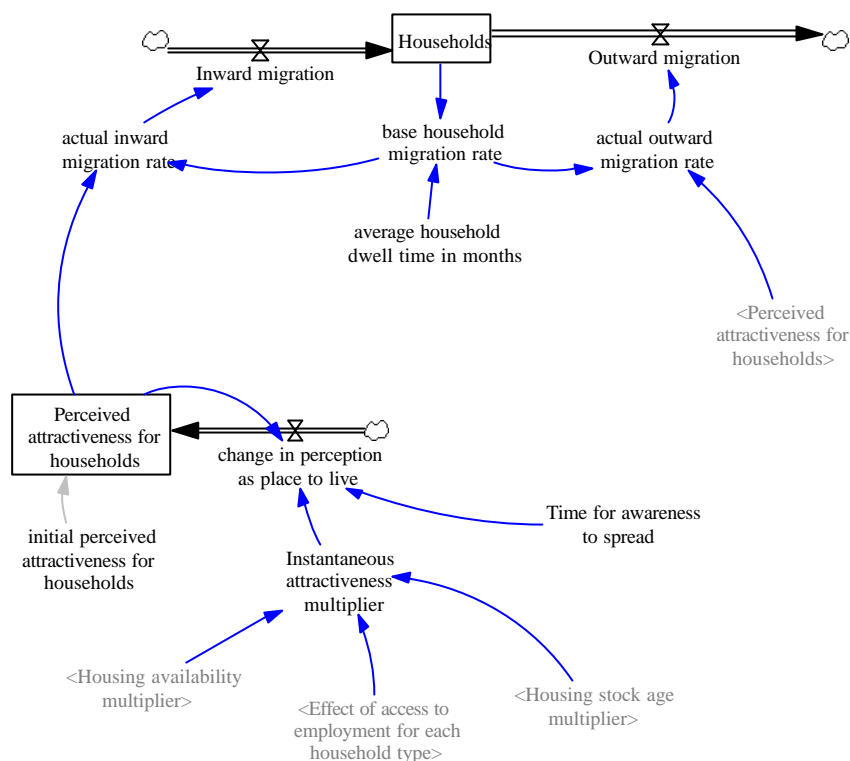 Households
Inward migration
Outward migration
actual inward
migration rate
base household
migration rate
actual outward
migration rate
average household
dwell time in months
<Perceived
attractiveness for
households>
Perceived
attractiveness for
households
change in perception
as place to live
Time for awareness
to spread
initial perceived
attractiveness for
households
Instantaneous
attractiveness
multiplier
<Housing availability
multiplier>
<Effect of access to
employment for each
household type>
<Housing stock age
multiplier>